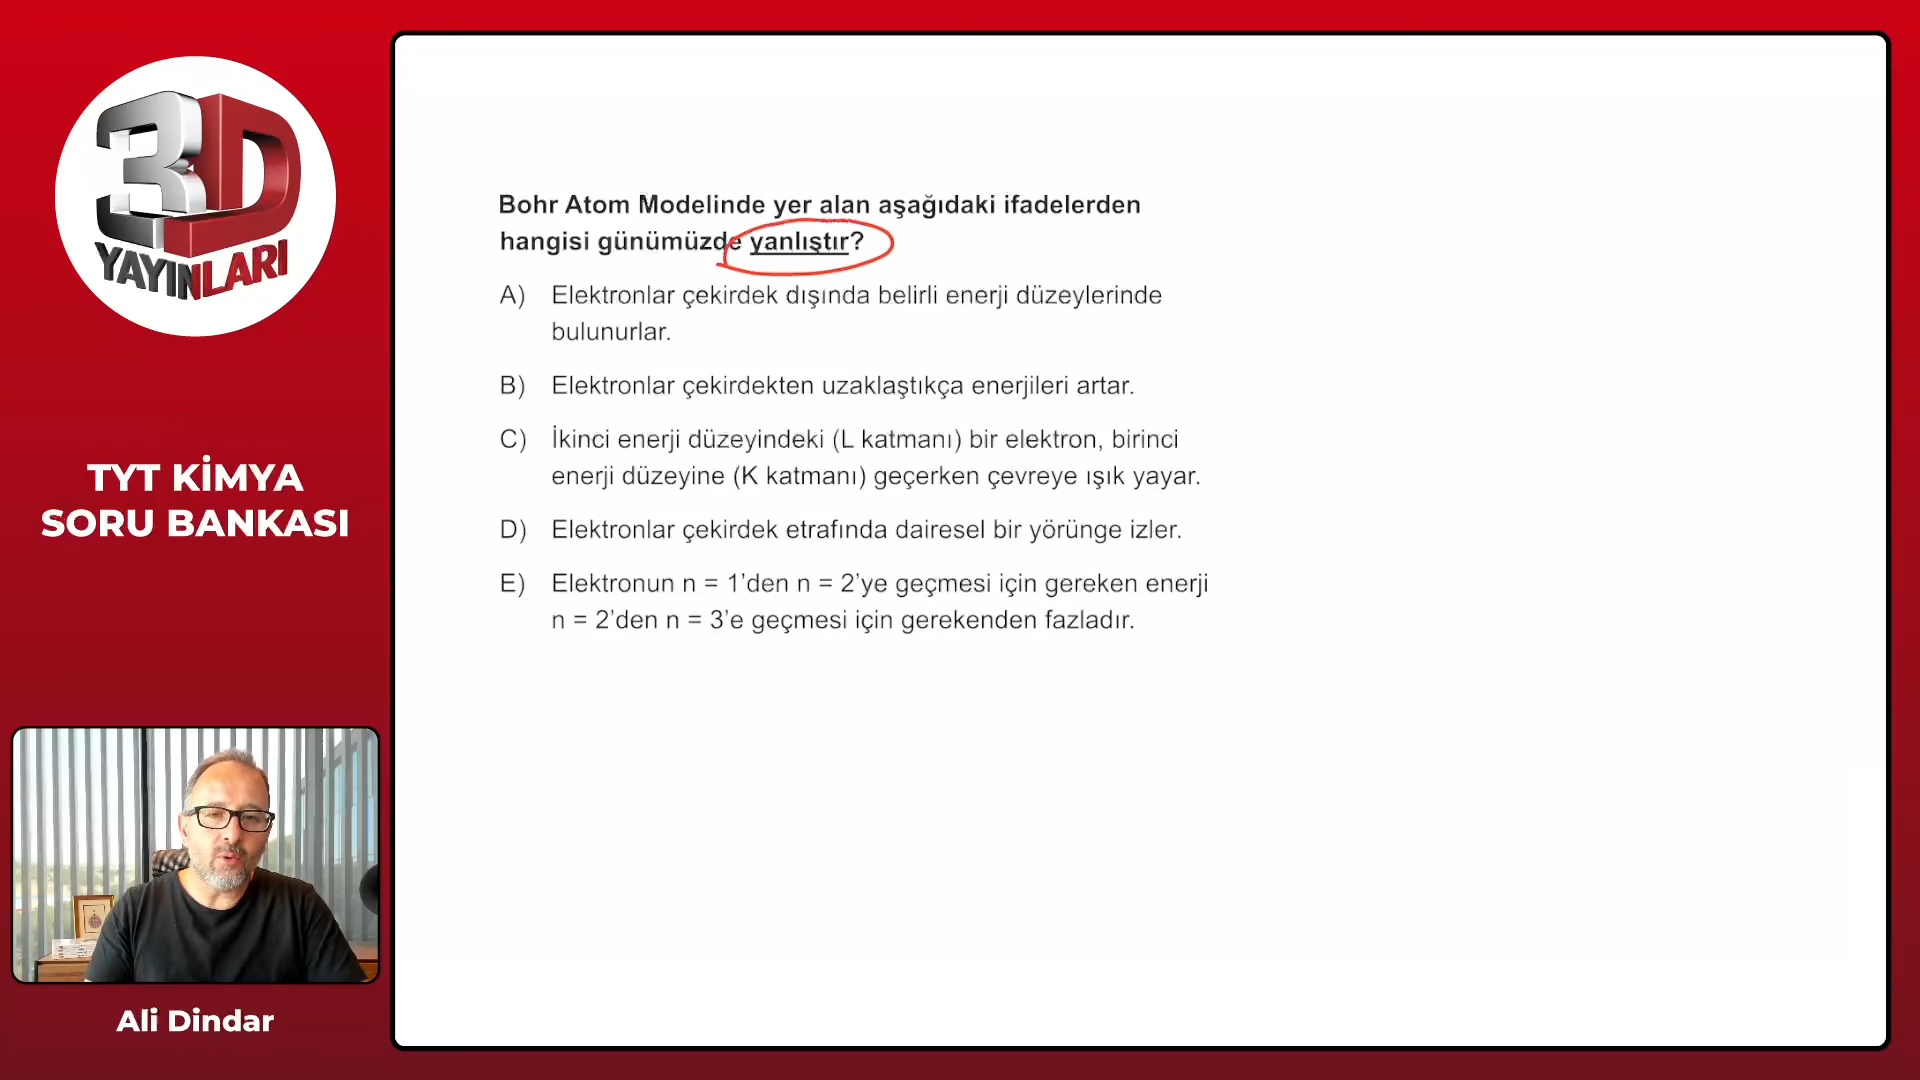 3D
YAYINLARI
TYT KİMYA
SORU BANKASI
Ali Dindar
Bohr Atom Modelinde yer alan aşağıdaki ifadelerden
hangisi günümüzde yanlıştır?
A) Elektronlar çekirdek dışında belirli enerji düzeylerinde
bulunurlar.
B) Elektronlar çekirdekten uzaklaştıkça enerjileri artar.
C) İkinci enerji düzeyindeki (L katmanı) bir elektron, birinci
enerji düzeyine (K katmanı) geçerken çevreye ışık yayar.
D) Elektronlar çekirdek etrafında dairesel bir yörünge izler.
E) Elektronun n = 1’den n = 2’ye geçmesi için gereken enerji
n = 2’den n = 3’e geçmesi için gerekenden fazladır.